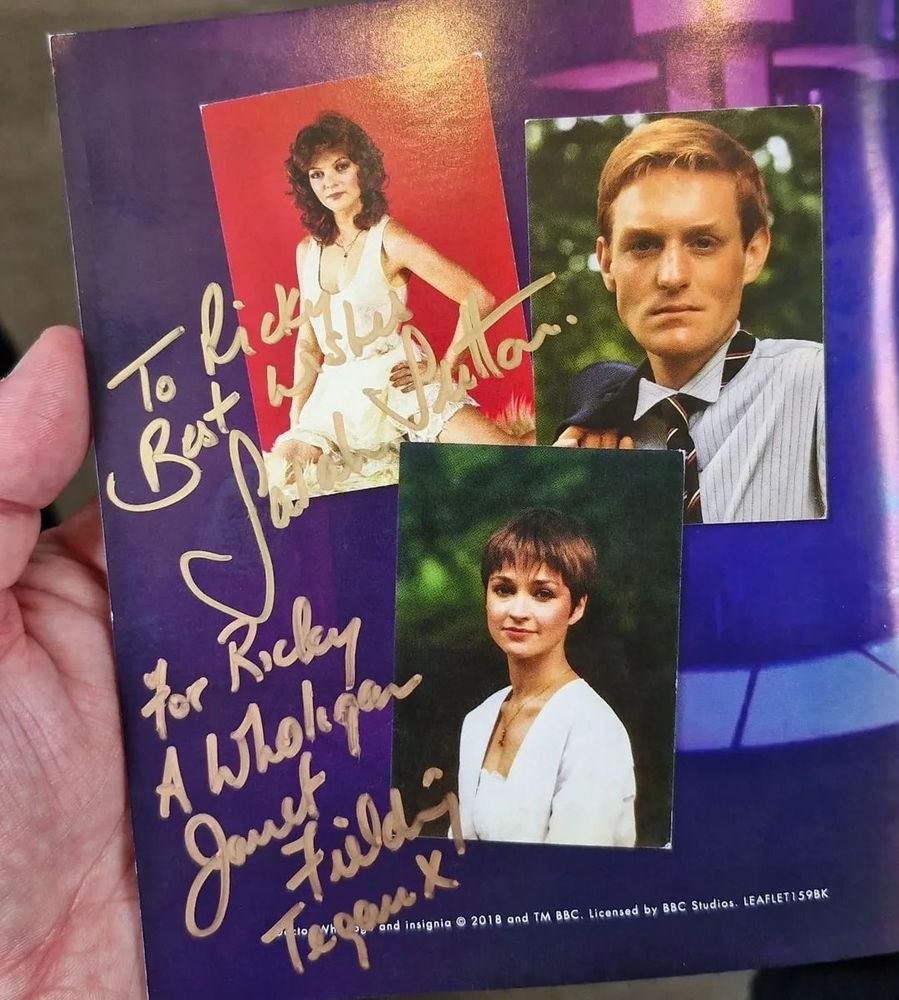 To Ricky
Best wishes
Sarah Sutton.
For Ricky
A Wholigan
Janet
Fielding
Tegan x
and insignia © 2018 and TM BBC. Licensed by BBC Studios. LEAFLET159BK